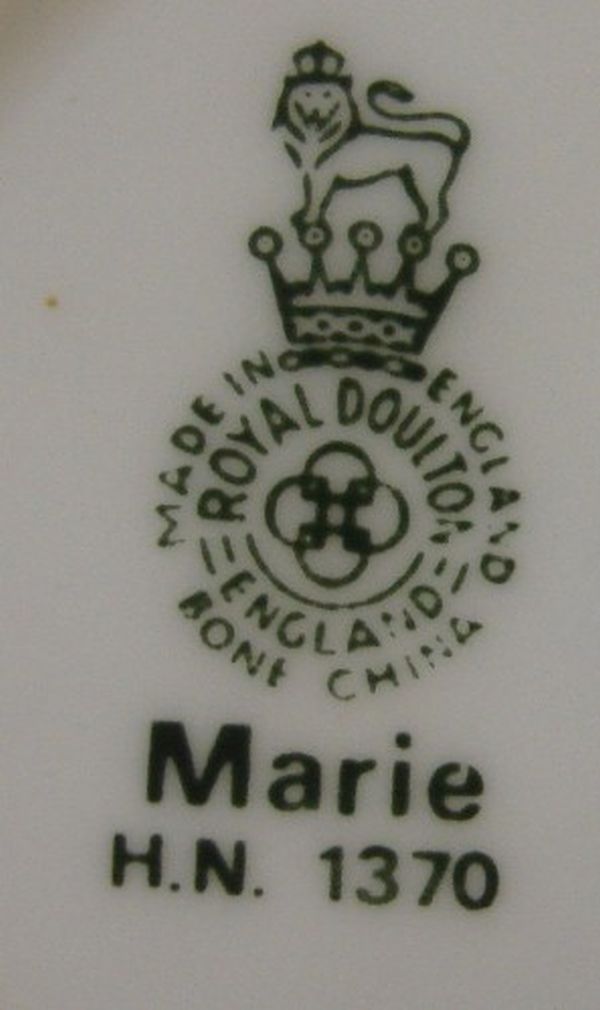 MADE IN ENGLAND
ROYAL DOULTON
ENGLAND
BONE CHINA
Marie
H.N. 1370